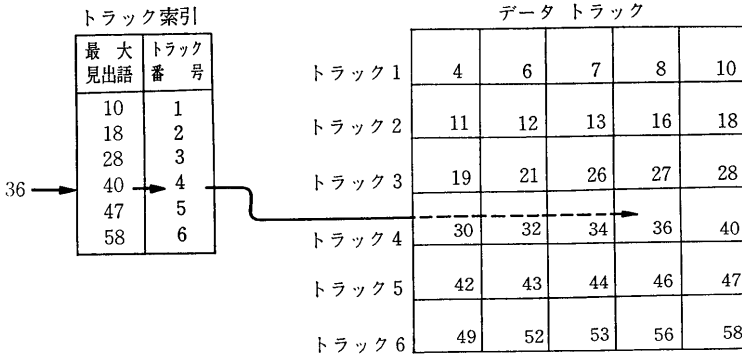 トラック索引
最大見出語 トラック番号
10 1
18 2
28 3
40 4
47 5
58 6
36
データ トラック
トラック1 4 6 7 8 10
トラック2 11 12 13 16 18
トラック3 19 21 26 27 28
トラック4 30 32 34 36 40
トラック5 42 43 44 46 47
トラック6 49 52 53 56 58